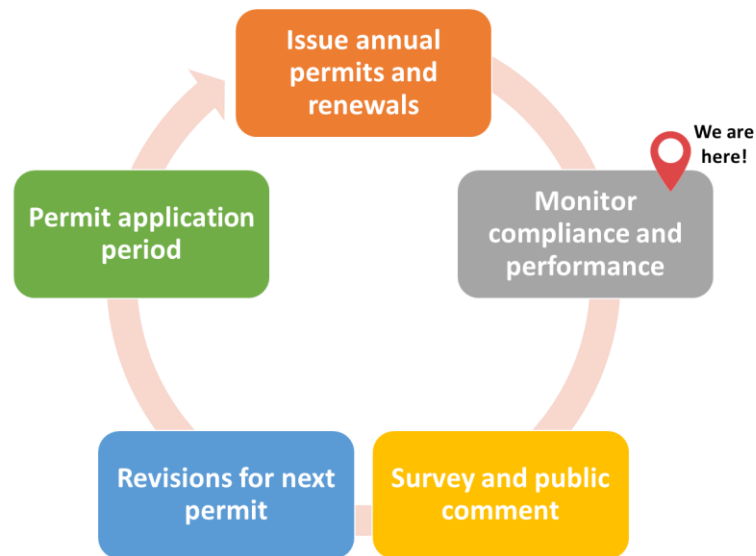 Issue annual
permits and
renewals
We are
here!
Monitor
compliance and
performance
Survey and public
comment
Revisions for next
permit
Permit application
period